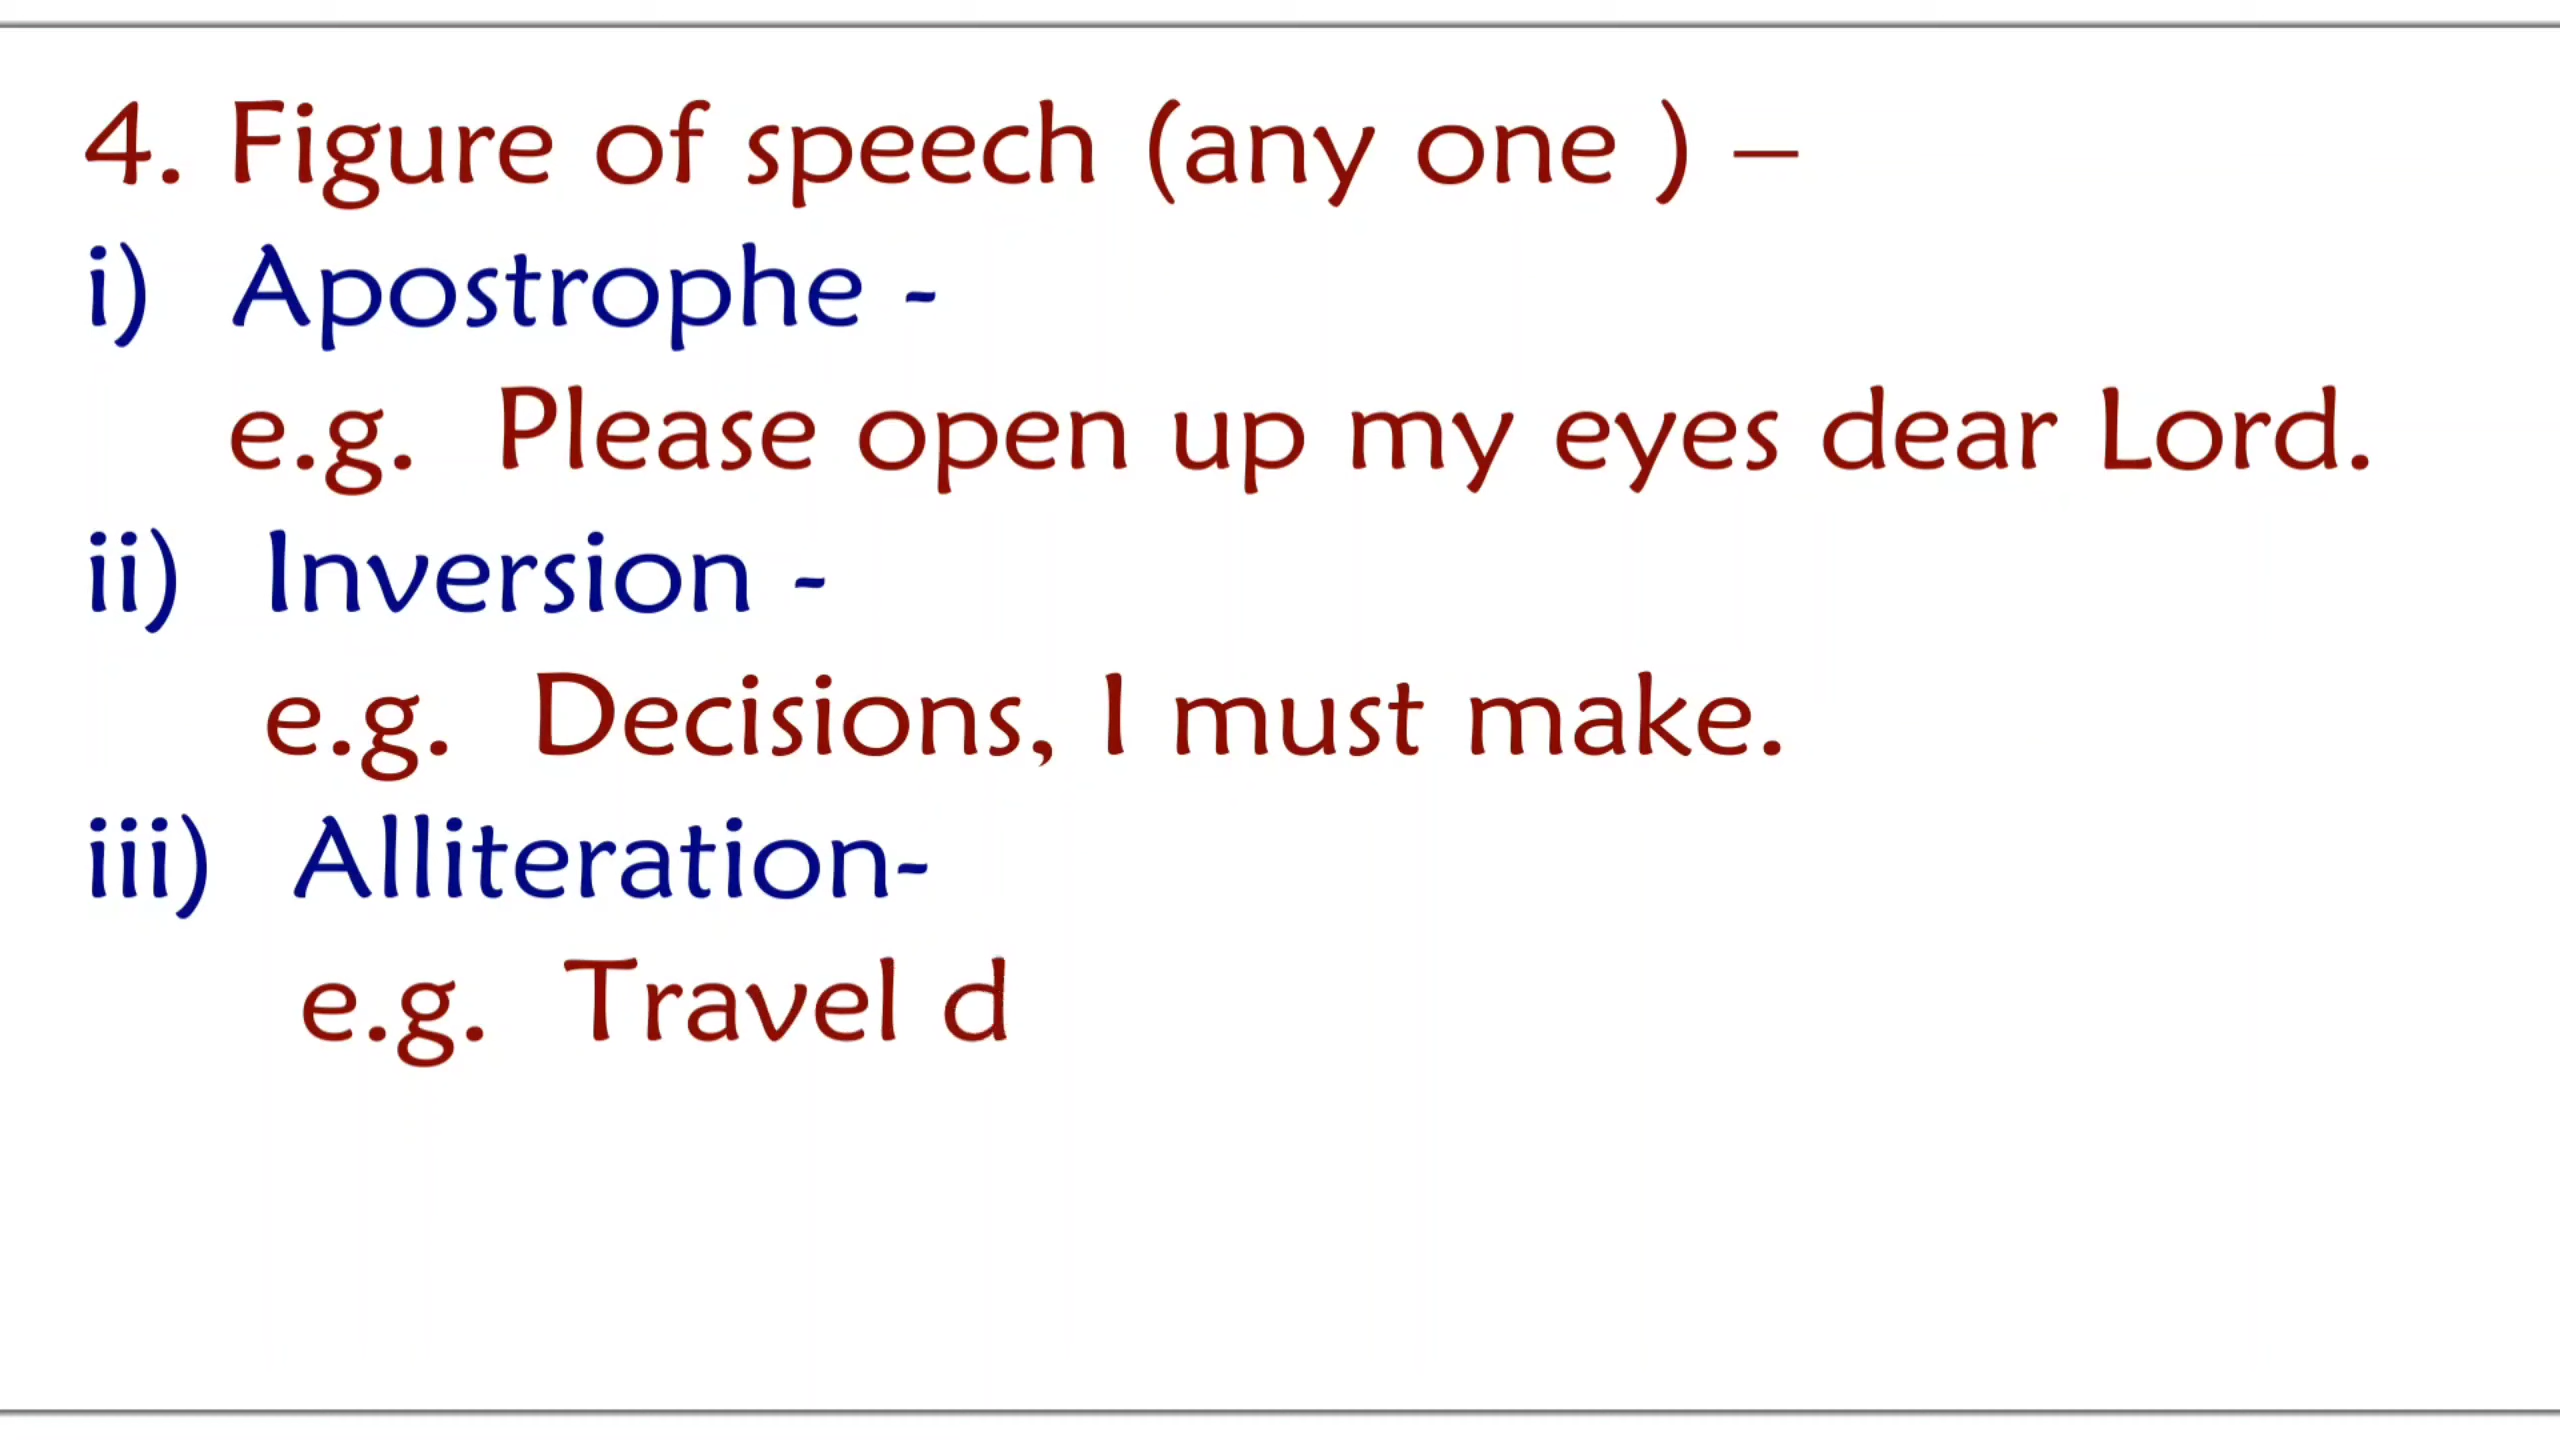 4. Figure of speech (any one ) –
i) Apostrophe -
e.g. Please open up my eyes dear Lord.
ii) Inversion -
e.g. Decisions, I must make.
iii) Alliteration-
e.g. Travel d